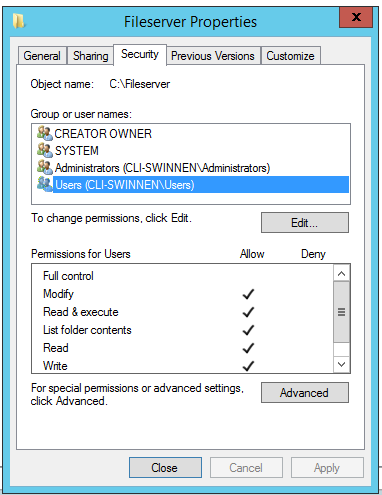 Fileserver Properties
x
General Sharing Security Previous Versions Customize
Object name: C:\Fileserver
Group or user names:
CREATOR OWNER
SYSTEM
Administrators (CLI-SWINNEN\Administrators)
Users (CLI-SWINNEN\Users)
To change permissions, click Edit.
Edit...
Permissions for Users Allow Deny
Full control
Modify
Read & execute
List folder contents
Read
Write
For special permissions or advanced settings,
click Advanced.
Advanced
Close Cancel Apply